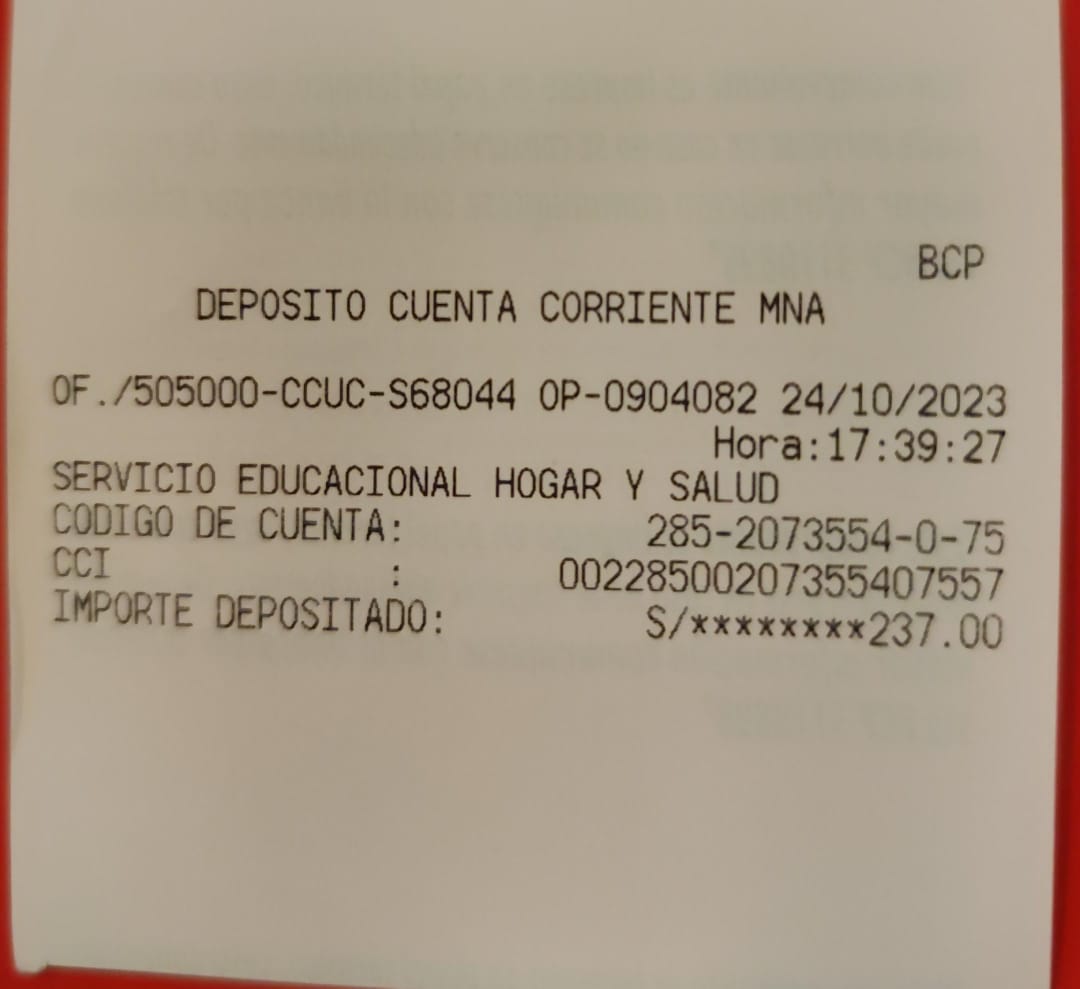 BCP
DEPOSITO CUENTA CORRIENTE MNA
OF./505000-CCUC-S68044 OP-0904082 24/10/2023
Hora:17:39:27
SERVICIO EDUCACIONAL HOGAR Y SALUD
CODIGO DE CUENTA: 285-2073554-0-75
CCI : 00228500207355407557
IMPORTE DEPOSITADO: S/********237.00